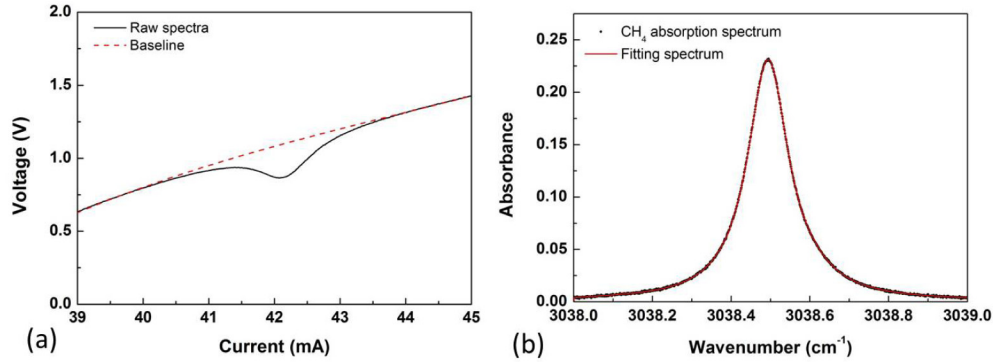 Raw spectra
Baseline
2.0
1.5
1.0
0.5
0.0
Voltage (V)
39 40 41 42 43 44 45
Current (mA)
(a)
CH4 absorption spectrum
Fitting spectrum
0.25
0.20
0.15
0.10
0.05
0.00
Absorbance
3038.0 3038.2 3038.4 3038.6 3038.8 3039.0
Wavenumber (cm-1)
(b)